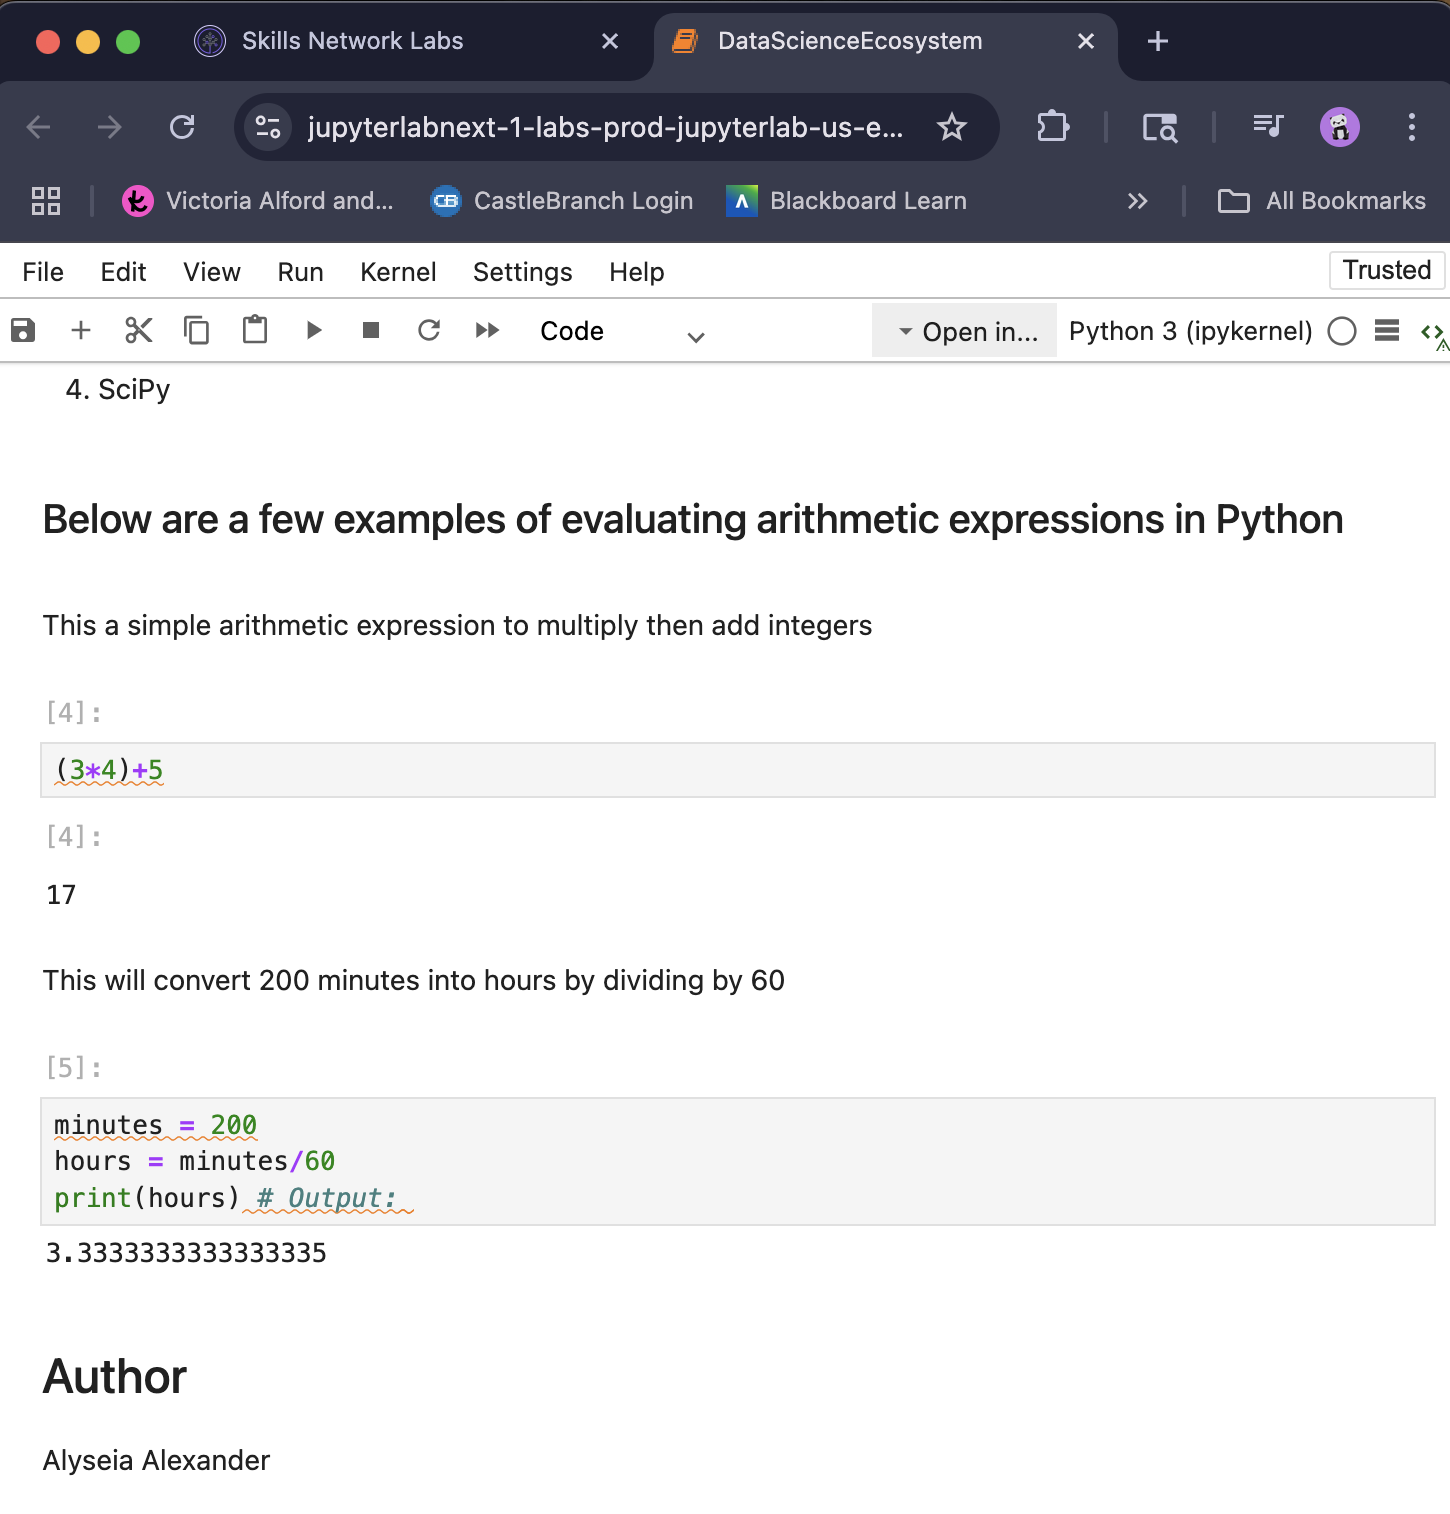 Skills Network Labs
DataScienceEcosystem
jupyterlabnext-1-labs-prod-jupyterlab-us-e...
Victoria Alford and...
CB
CastleBranch Login
Blackboard Learn
All Bookmarks
File Edit View Run Kernel Settings Help
Trusted
Code
Open in...
Python 3 (ipykernel)
4. SciPy
Below are a few examples of evaluating arithmetic expressions in Python
This a simple arithmetic expression to multiply then add integers
[4]:
(3*4)+5
[4]:
17
This will convert 200 minutes into hours by dividing by 60
[5]:
minutes = 200
hours = minutes/60
print(hours) # Output:
3.3333333333333335
Author
Alyseia Alexander